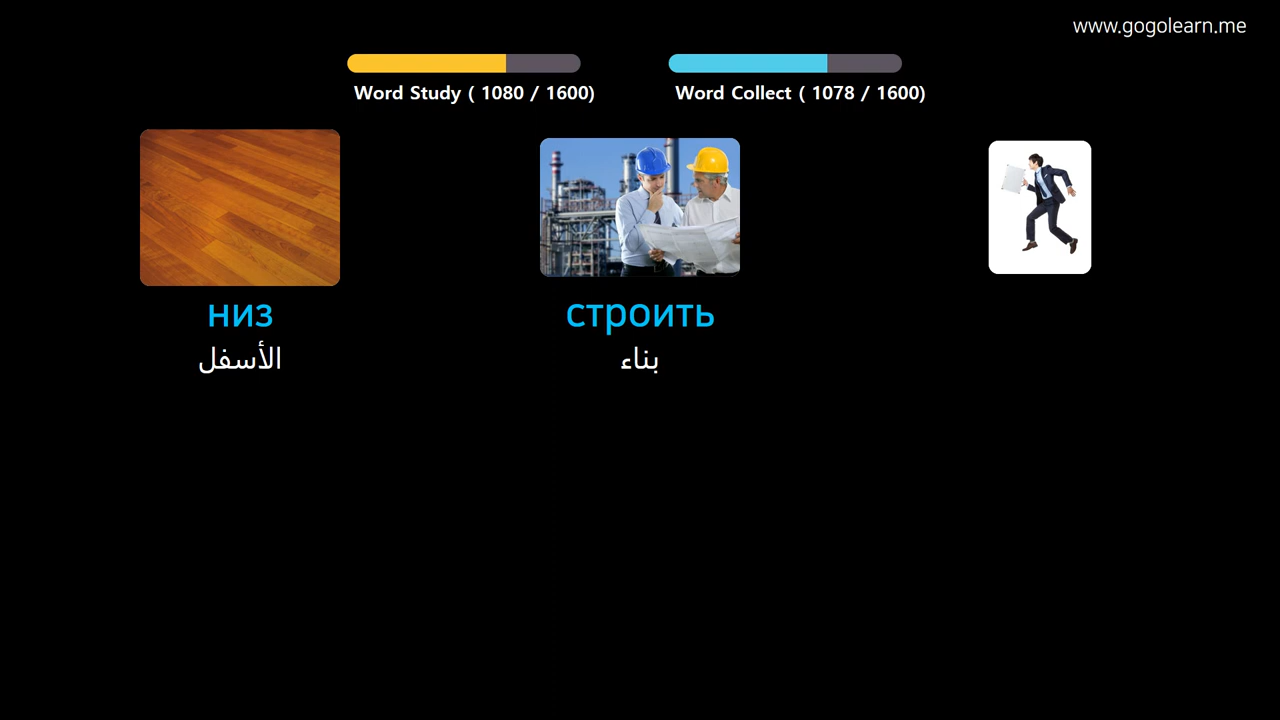 www.gogolearn.me
Word Study ( 1080 / 1600)
Word Collect ( 1078 / 1600)
низ
строить
الأسفل
بناء